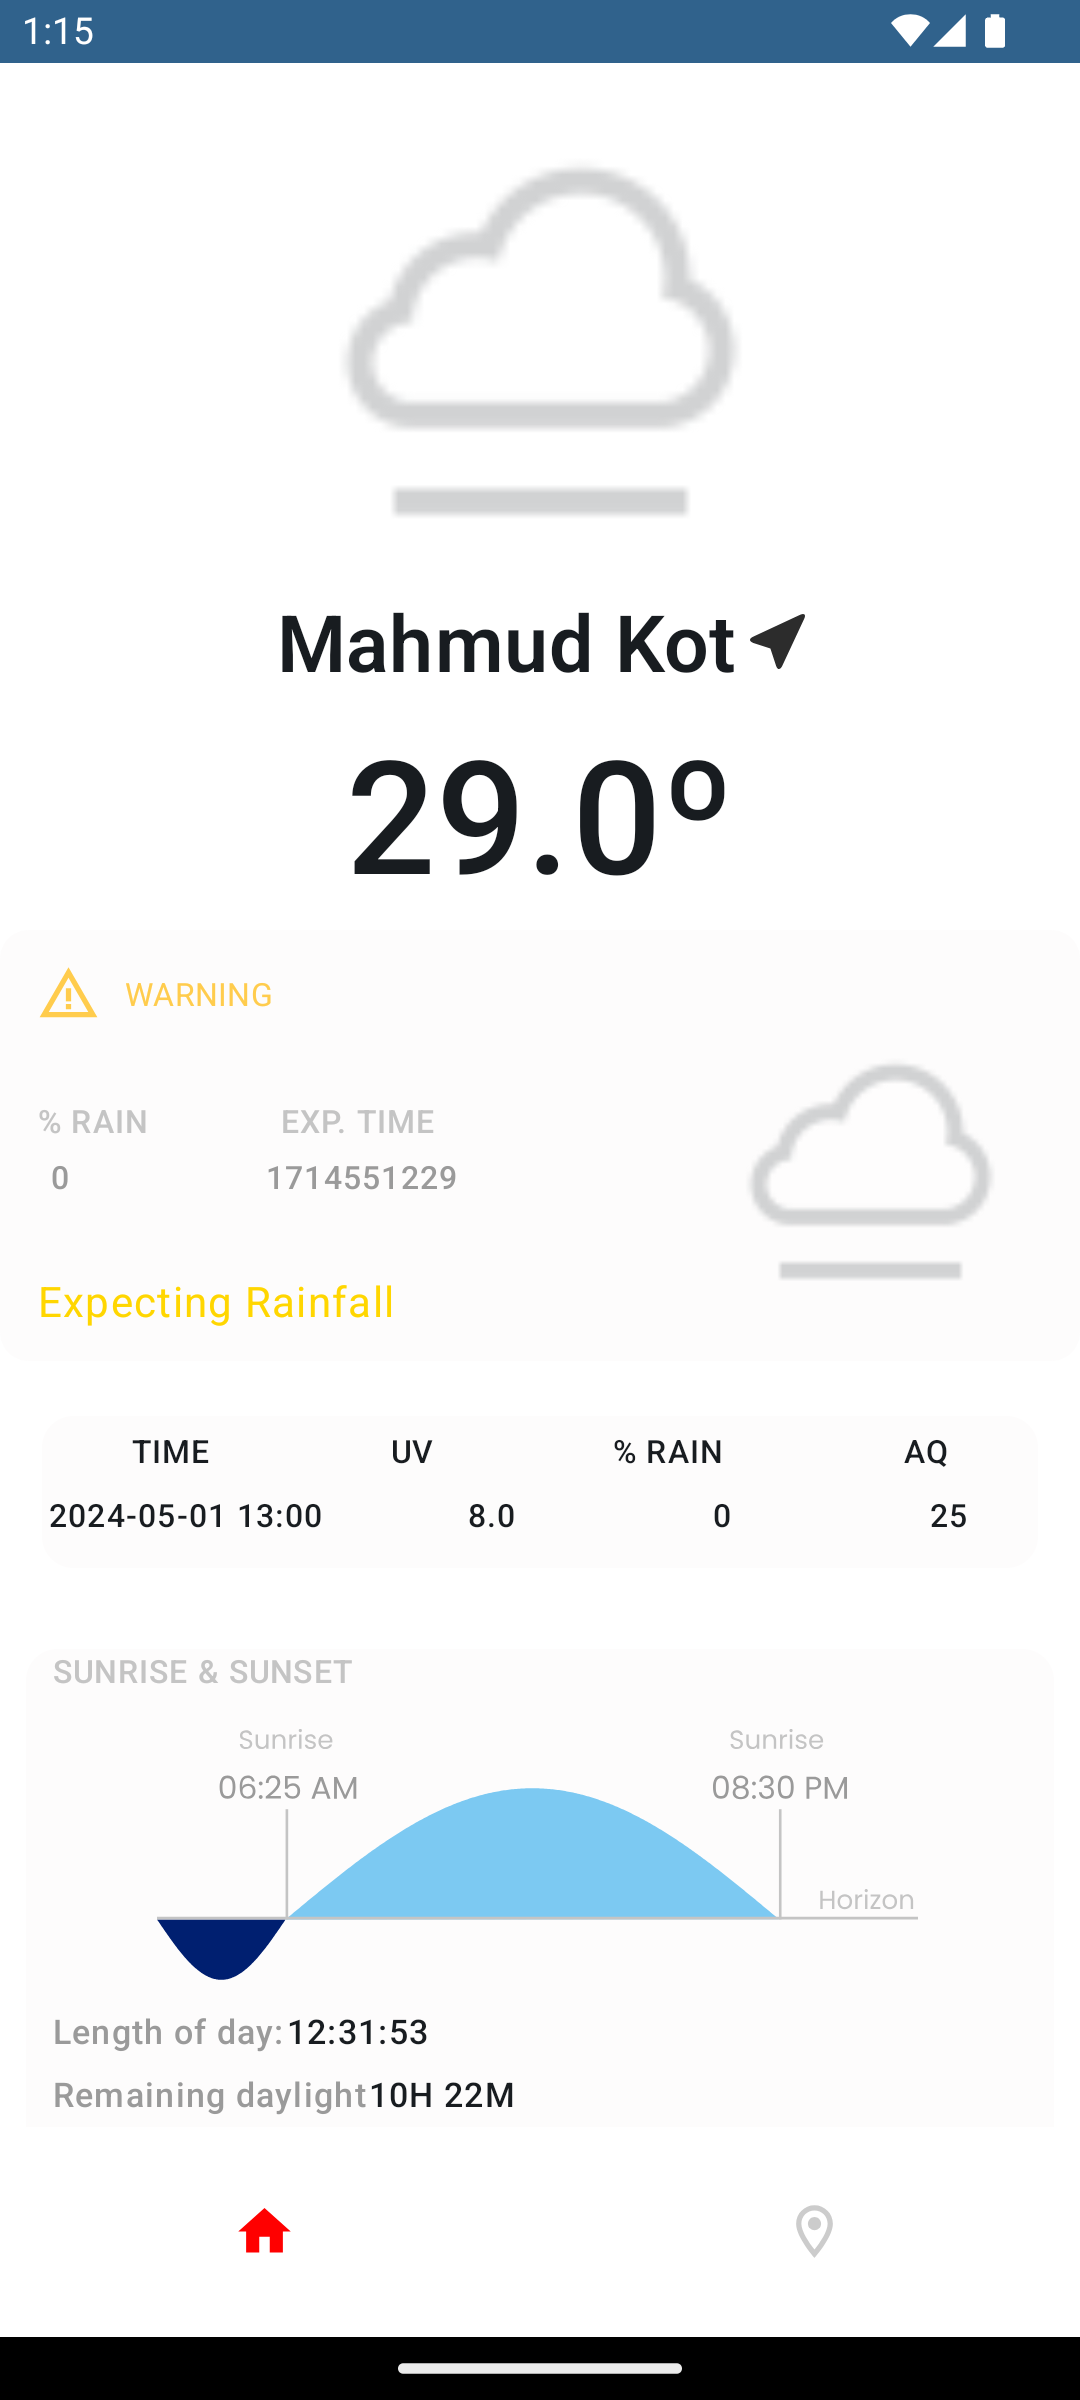 1:15
Mahmud Kot
29.0º
WARNING
% RAIN EXP. TIME
0 1714551229
Expecting Rainfall
TIME UV % RAIN AQ
2024-05-01 13:00 8.0 0 25
SUNRISE & SUNSET
Sunrise Sunrise
06:25 AM 08:30 PM
Horizon
Length of day: 12:31:53
Remaining daylight 10H 22M